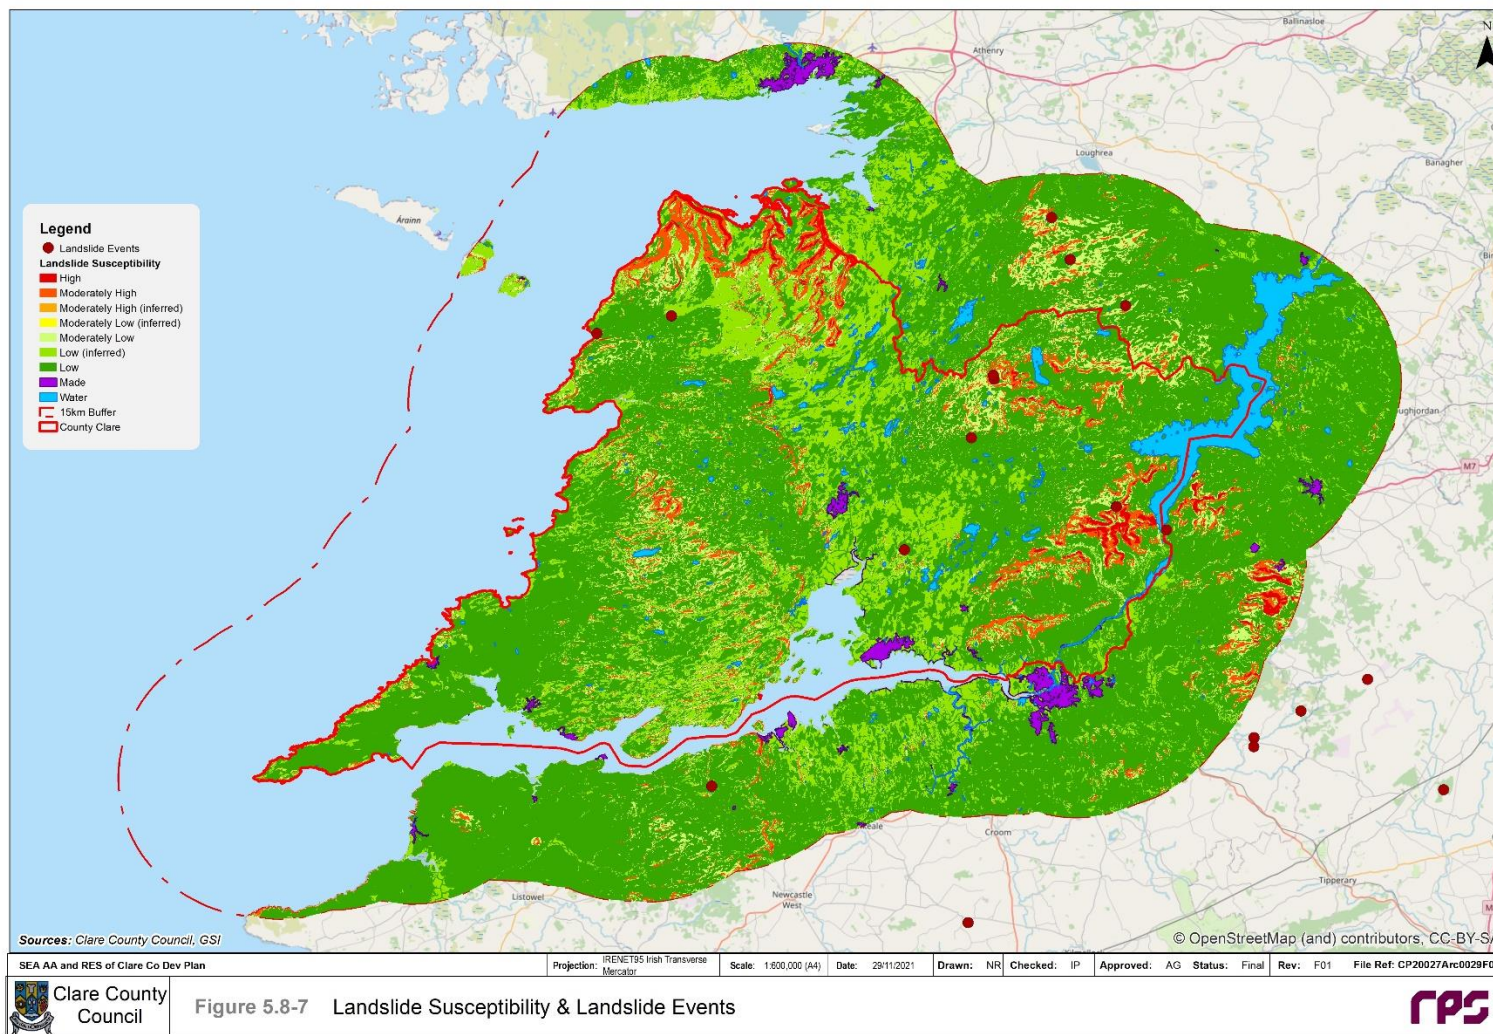 Ballinasloe
N
Athenry
Loughrea
Banagher
Árainn
Legend
Landslide Events
Landslide Susceptibility
High
Moderately High
Moderately High (inferred)
Moderately Low (inferred)
Moderately Low
Low (inferred)
Low
Made
Water
15km Buffer
County Clare
Bir
ughjordan
M7
eale
Croom
Listowel
Newcastle
West
Tipperary
M
Sources: Clare County Council, GSI
© OpenStreetMap (and) contributors, CC-BY-SA
SEA AA and RES of Clare Co Dev Plan
Projection: IRENET95 Irish Transverse
Mercator
Scale: 1:600,000 (A4)
Date: 29/11/2021
Drawn: NR
Checked: IP
Approved: AG
Status: Final
Rev: F01
File Ref: CP20027Arc0029F0
Clare County
Council
Figure 5.8-7 Landslide Susceptibility & Landslide Events
rps